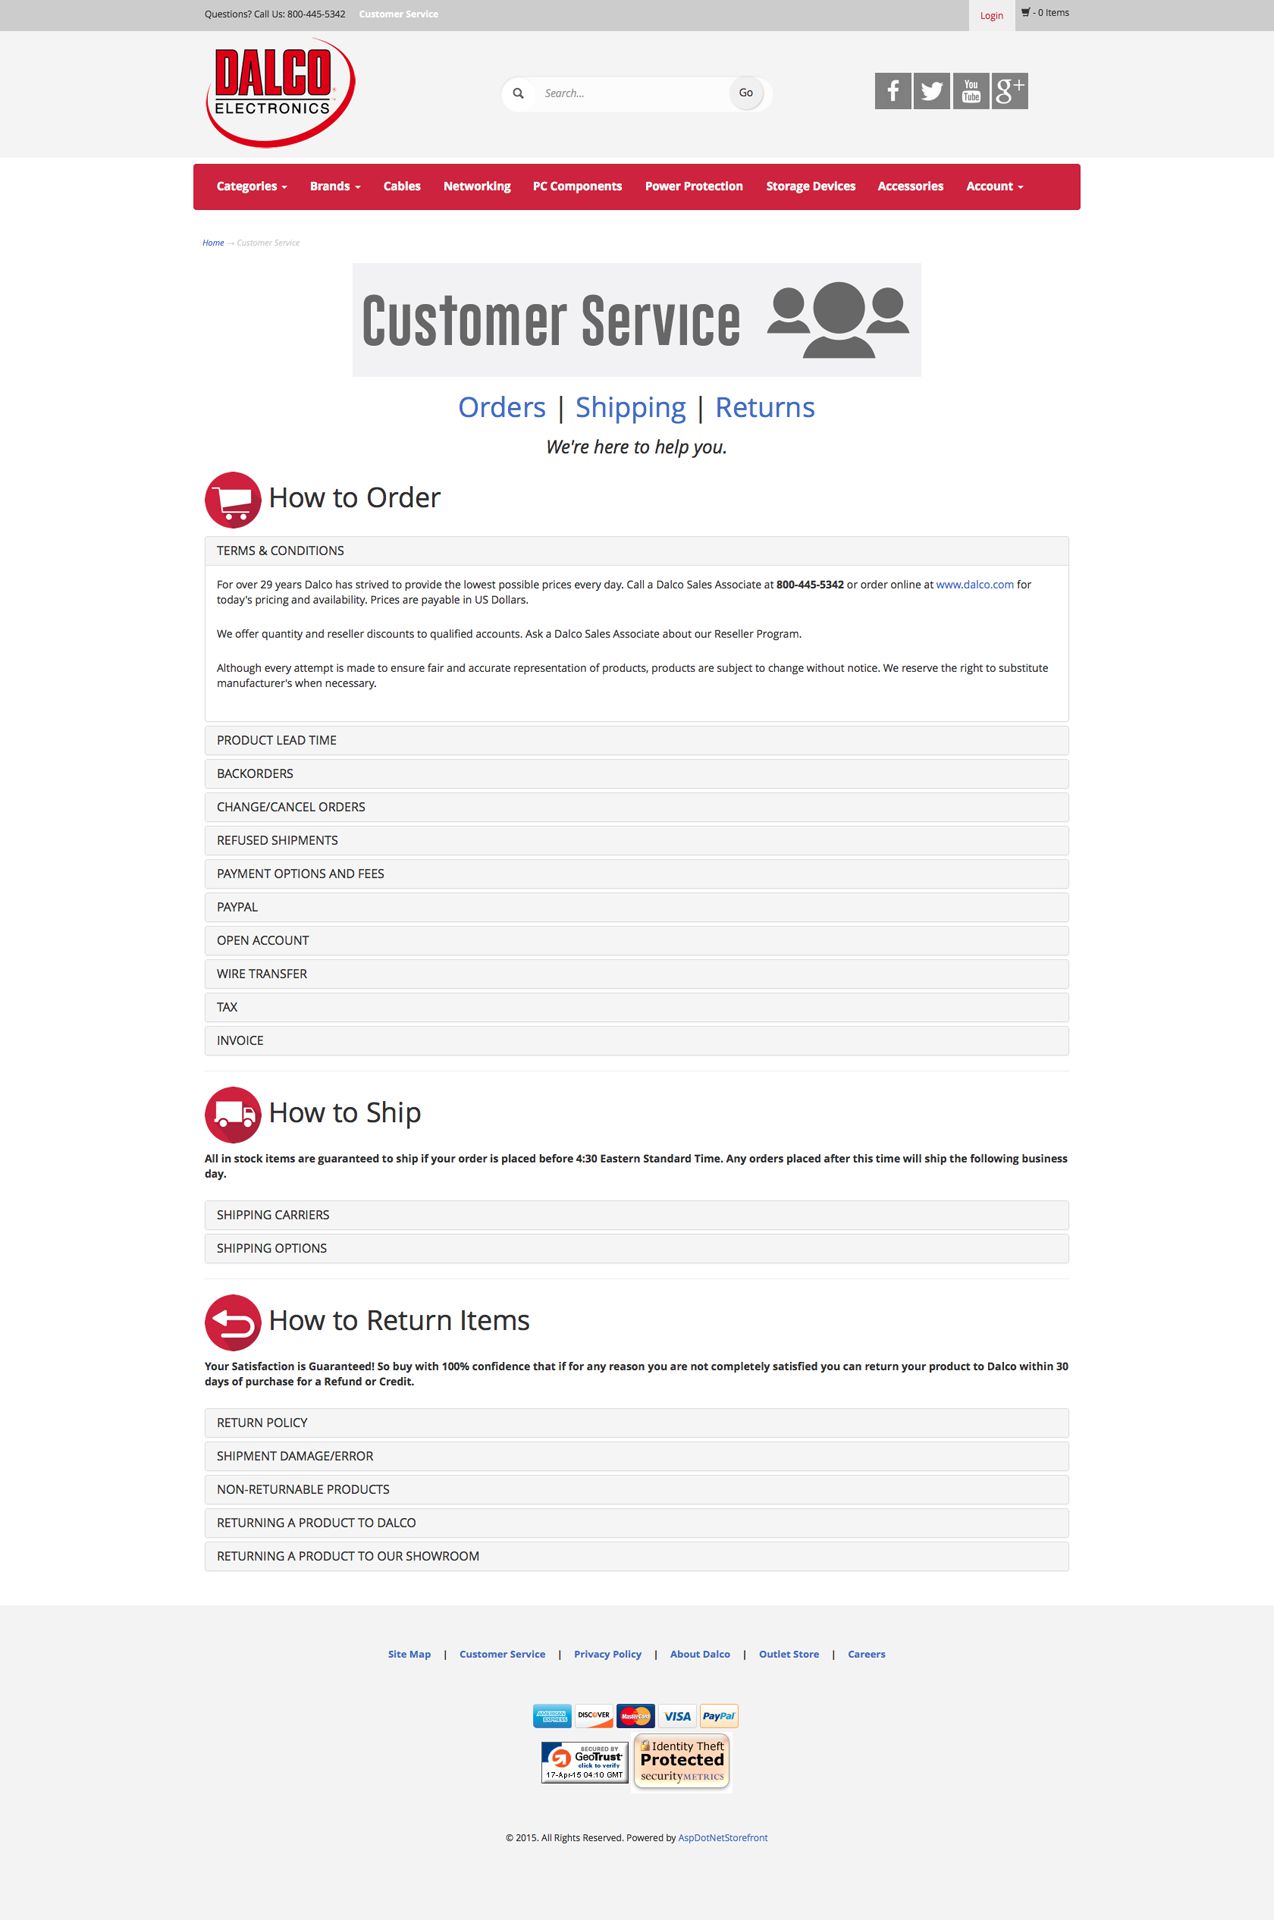 Questions? Call Us: 800-445-5342 Customer Service
Login - 0 Items
DALCO
ELECTRONICS
Search...
Go
You
Tube
g+
Categories Brands Cables Networking PC Components Power Protection Storage Devices Accessories Account
Home → Customer Service
Customer Service
Orders | Shipping | Returns
We're here to help you.
How to Order
TERMS & CONDITIONS
For over 29 years Dalco has strived to provide the lowest possible prices every day. Call a Dalco Sales Associate at 800-445-5342 or order online at www.dalco.com for
today's pricing and availability. Prices are payable in US Dollars.
We offer quantity and reseller discounts to qualified accounts. Ask a Dalco Sales Associate about our Reseller Program.
Although every attempt is made to ensure fair and accurate representation of products, products are subject to change without notice. We reserve the right to substitute
manufacturer's when necessary.
PRODUCT LEAD TIME
BACKORDERS
CHANGE/CANCEL ORDERS
REFUSED SHIPMENTS
PAYMENT OPTIONS AND FEES
PAYPAL
OPEN ACCOUNT
WIRE TRANSFER
TAX
INVOICE
How to Ship
All in stock items are guaranteed to ship if your order is placed before 4:30 Eastern Standard Time. Any orders placed after this time will ship the following business
day.
SHIPPING CARRIERS
SHIPPING OPTIONS
How to Return Items
Your Satisfaction is Guaranteed! So buy with 100% confidence that if for any reason you are not completely satisfied you can return your product to Dalco within 30
days of purchase for a Refund or Credit.
RETURN POLICY
SHIPMENT DAMAGE/ERROR
NON-RETURNABLE PRODUCTS
RETURNING A PRODUCT TO DALCO
RETURNING A PRODUCT TO OUR SHOWROOM
Site Map | Customer Service | Privacy Policy | About Dalco | Outlet Store | Careers
AMERICAN EXPRESS DISCOVER MasterCard VISA PayPal
SECURED BY
GeoTrust
click to verify
17-Apr-15 04:10 GMT
Identity Theft
Protected
securityMETRICS
© 2015. All Rights Reserved. Powered by AspDotNetStorefront